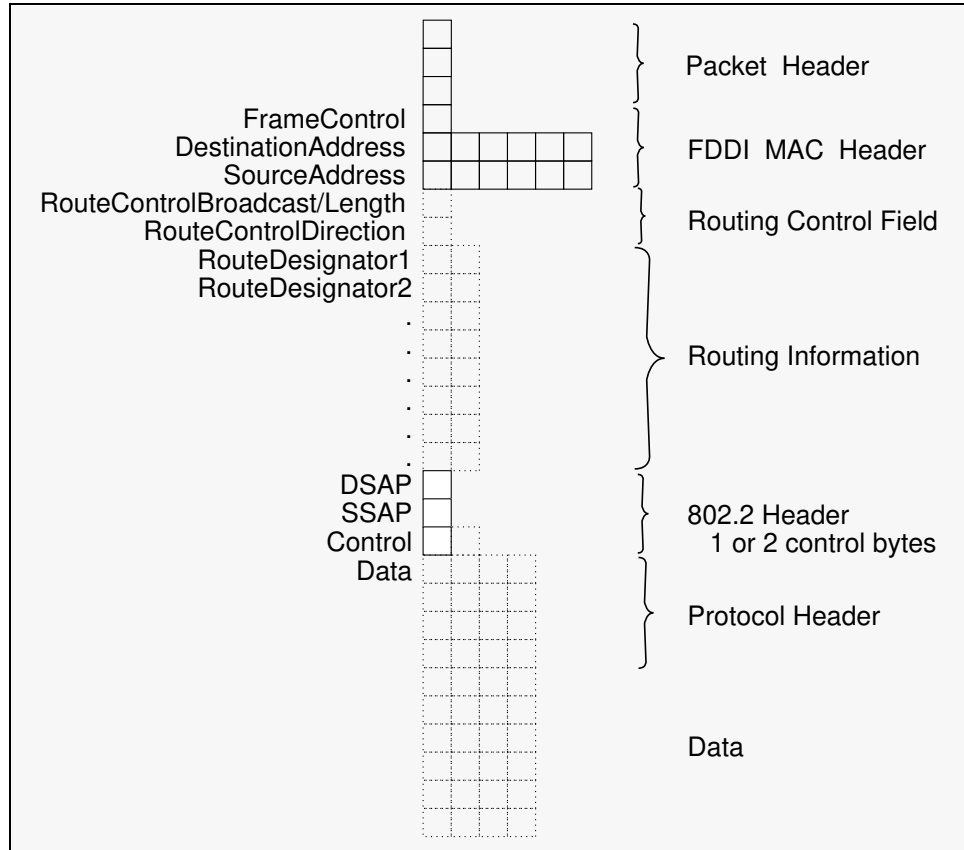 Packet Header
FrameControl
DestinationAddress
FDDI MAC Header
SourceAddress
RouteControlBroadcast/Length
Routing Control Field
RouteControlDirection
RouteDesignator1
RouteDesignator2
.
.
Routing Information
.
.
.
.
DSAP
SSAP
802.2 Header
Control
1 or 2 control bytes
Data
Protocol Header
Data